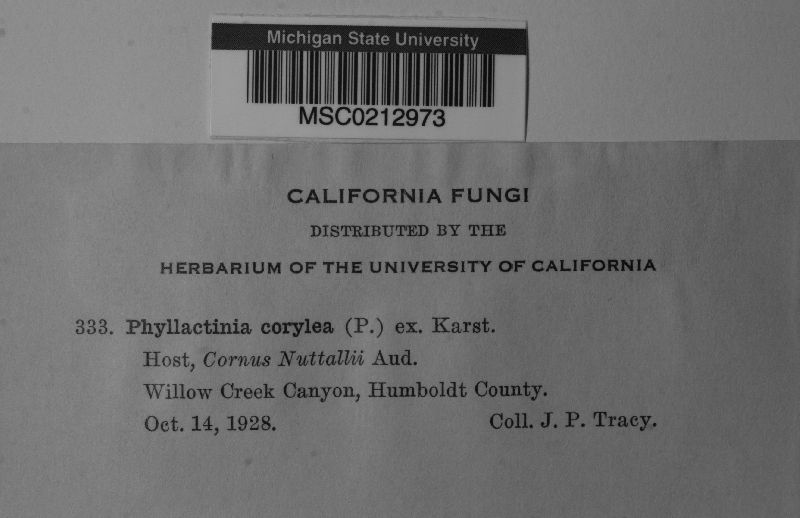 Michigan State University
MSC0212973
CALIFORNIA FUNGI
DISTRIBUTED BY THE
HERBARIUM OF THE UNIVERSITY OF CALIFORNIA
333. Phyllactinia corylea (P.) ex. Karst.
Host, Cornus Nuttallii Aud.
Willow Creek Canyon, Humboldt County.
Oct. 14, 1928. Coll. J. P. Tracy.